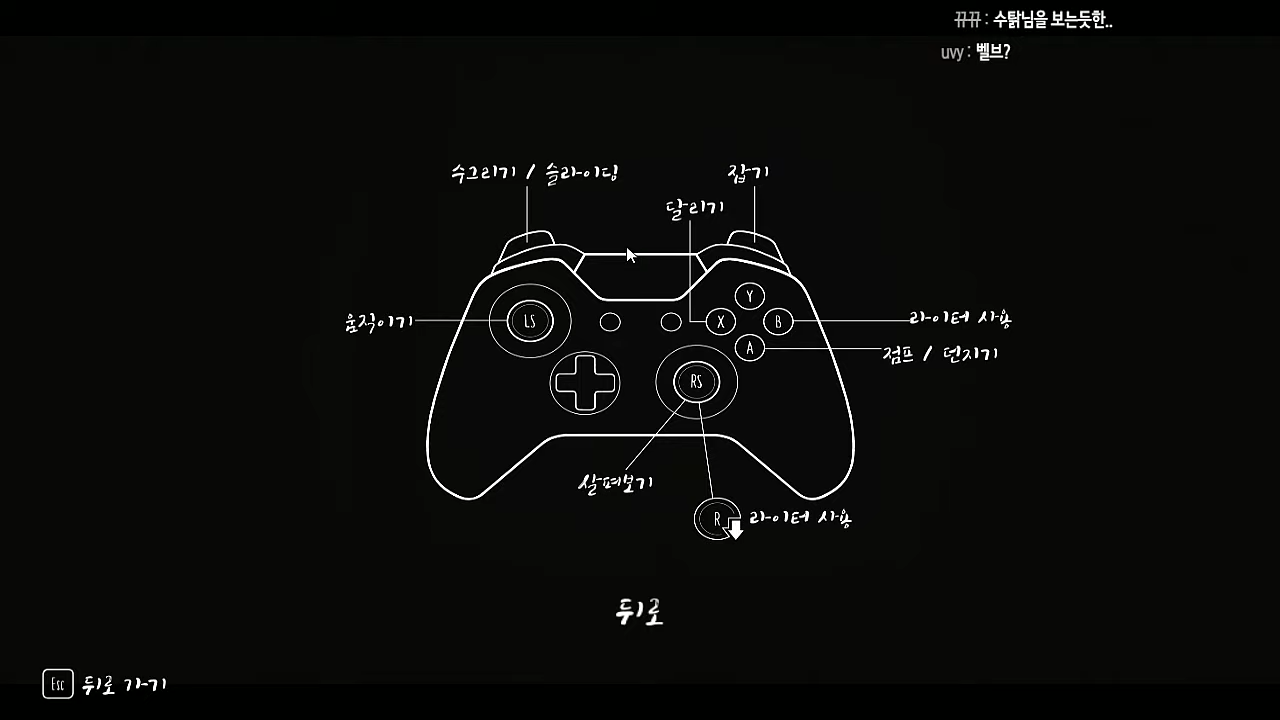 뀨뀨 : 수탉님을 보는듯한..
uvy : 벨브?
수그리기 / 슬라이딩
잡기
달리기
Y
움직이기
LS
X
B
라이터 사용
A
점프 / 던지기
RS
살펴보기
R
라이터 사용
뒤로
Esc 뒤로 가기